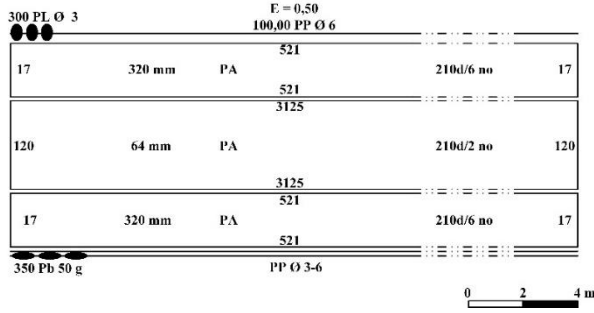 E = 0,50
300 PL Ø 3
100,00 PP Ø 6
521
17 320 mm PA 210d/6 no 17
521
3125
120 64 mm PA 210d/2 no 120
3125
521
17 320 mm PA 210d/6 no 17
521
350 Pb 50 g PP Ø 3-6
0 2 4 m